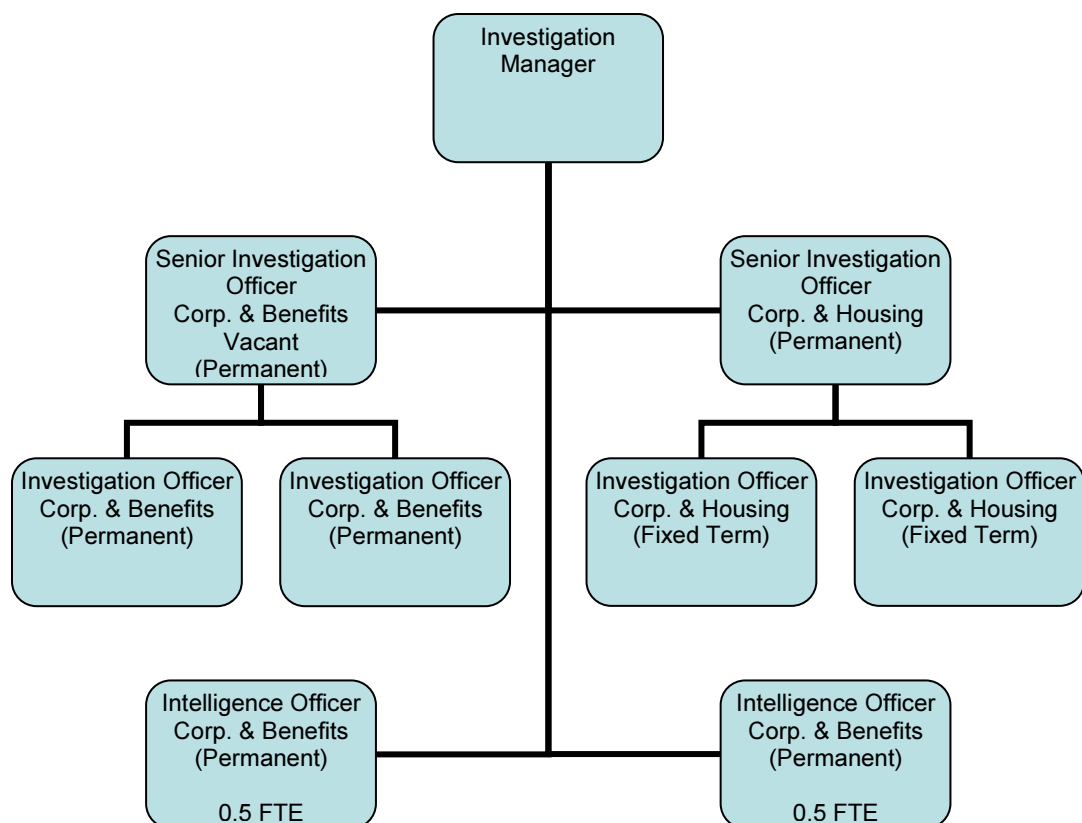 Investigation
Manager
Senior Investigation
Officer
Corp. & Benefits
Vacant
(Permanent)
Senior Investigation
Officer
Corp. & Housing
(Permanent)
Investigation Officer
Corp. & Benefits
(Permanent)
Investigation Officer
Corp. & Benefits
(Permanent)
Investigation Officer
Corp. & Housing
(Fixed Term)
Investigation Officer
Corp. & Housing
(Fixed Term)
Intelligence Officer
Corp. & Benefits
(Permanent)
0.5 FTE
Intelligence Officer
Corp. & Benefits
(Permanent)
0.5 FTE